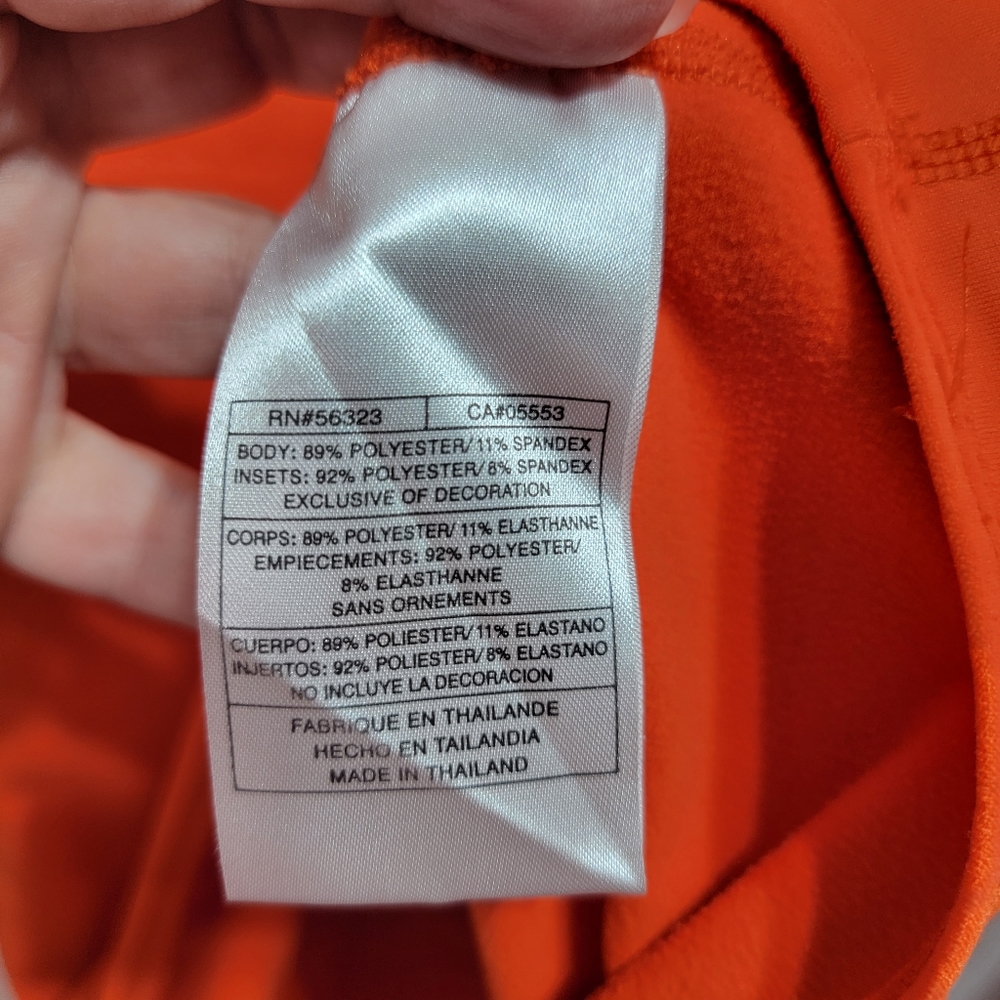 RN#56323 CA#05553
BODY: 89% POLYESTER/ 11% SPANDEX
INSETS: 92% POLYESTER/ 8% SPANDEX
EXCLUSIVE OF DECORATION
CORPS: 89% POLYESTER/ 11% ELASTHANNE
EMPIECEMENTS: 92% POLYESTER/
8% ELASTHANNE
SANS ORNEMENTS
CUERPO: 89% POLIESTER/ 11% ELASTANO
INJERTOS: 92% POLIESTER/ 8% ELASTANO
NO INCLUYE LA DECORACION
FABRIQUE EN THAILANDE
HECHO EN TAILANDIA
MADE IN THAILAND